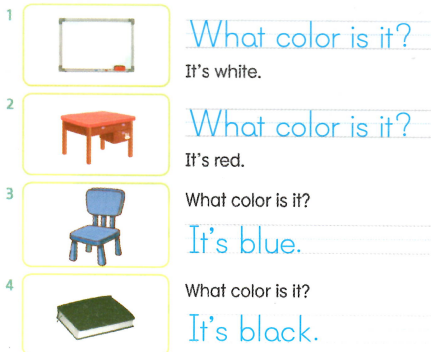 1
What color is it?
It's white.
2
What color is it?
It's red.
3
What color is it?
It's blue.
4
What color is it?
It's black.